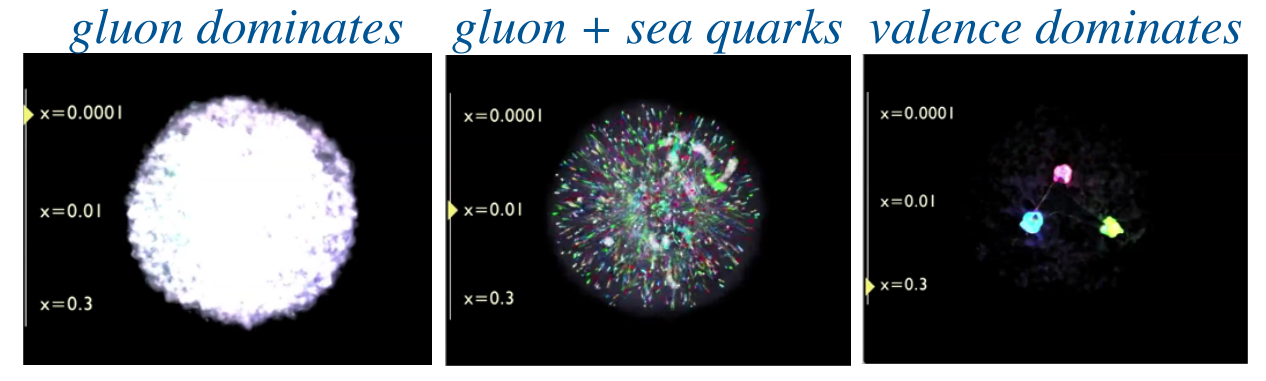 gluon dominates
gluon + sea quarks
valence dominates
x=0.0001
x=0.01
x=0.3
x=0.0001
x=0.01
x=0.3
x=0.0001
x=0.01
x=0.3